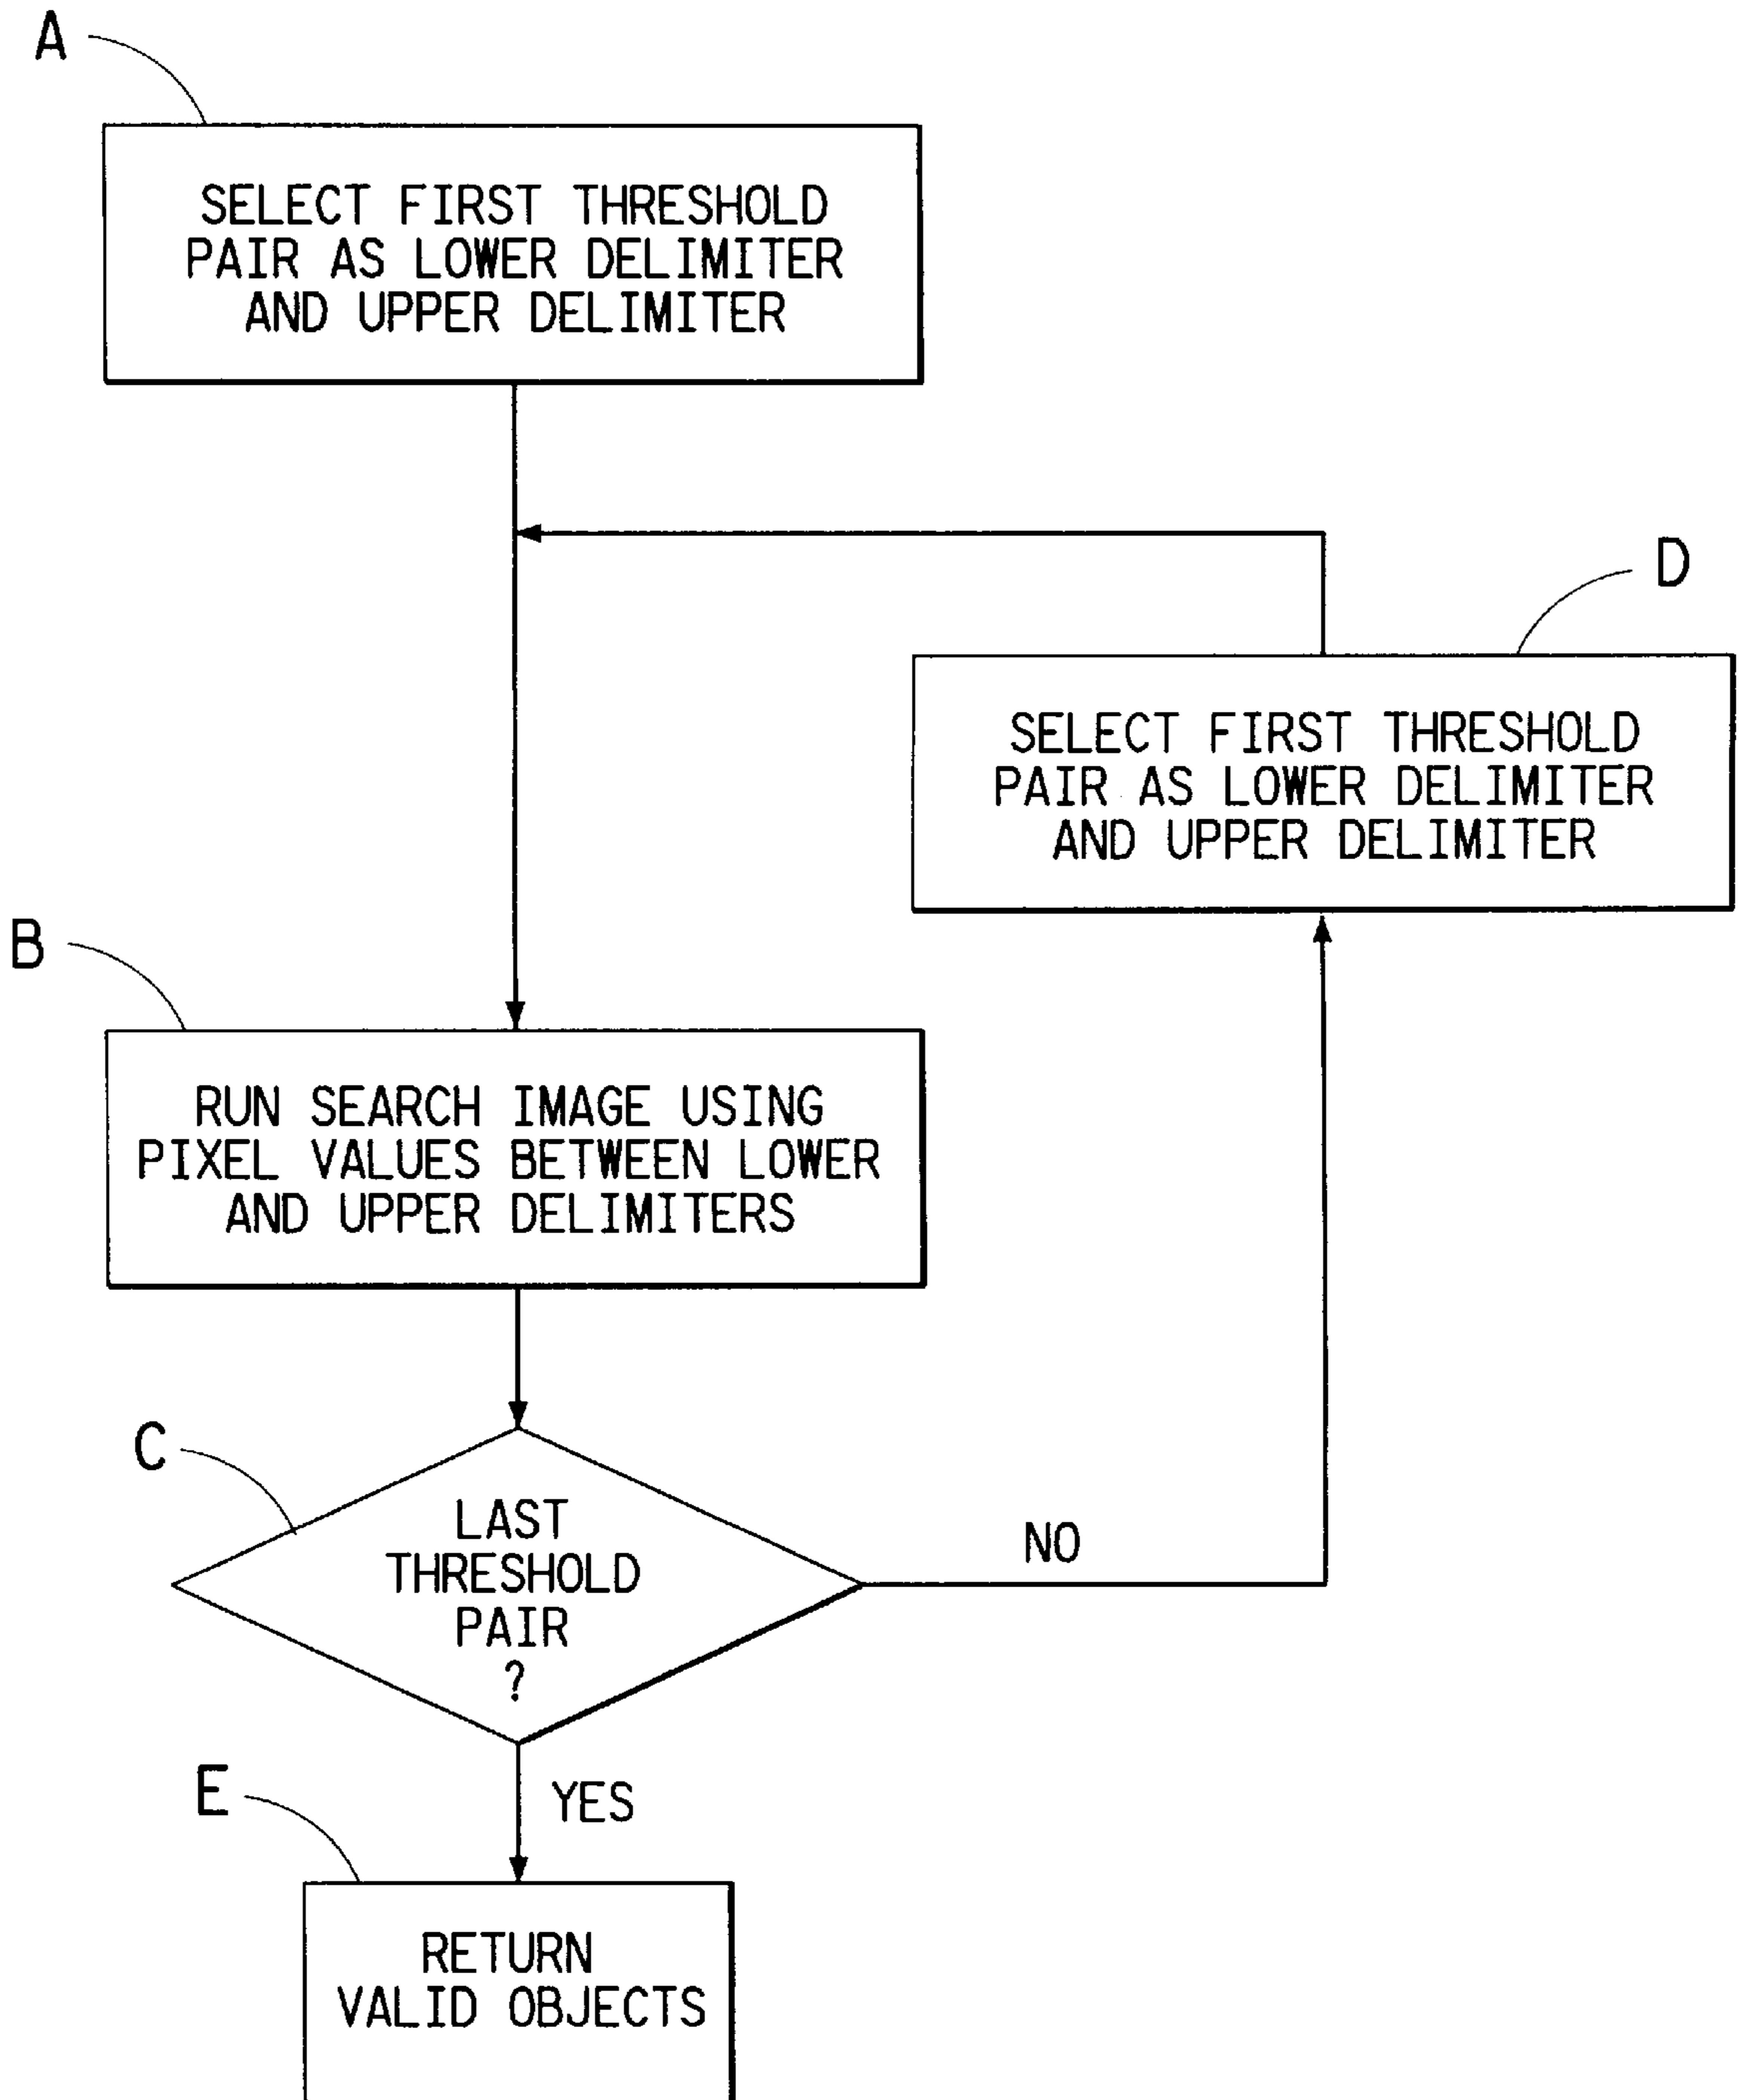 A
SELECT FIRST THRESHOLD
PAIR AS LOWER DELIMITER
AND UPPER DELIMITER
D
SELECT FIRST THRESHOLD
PAIR AS LOWER DELIMITER
AND UPPER DELIMITER
B
RUN SEARCH IMAGE USING
PIXEL VALUES BETWEEN LOWER
AND UPPER DELIMITERS
C
LAST
THRESHOLD
PAIR
?
NO
YES
E
RETURN
VALID OBJECTS